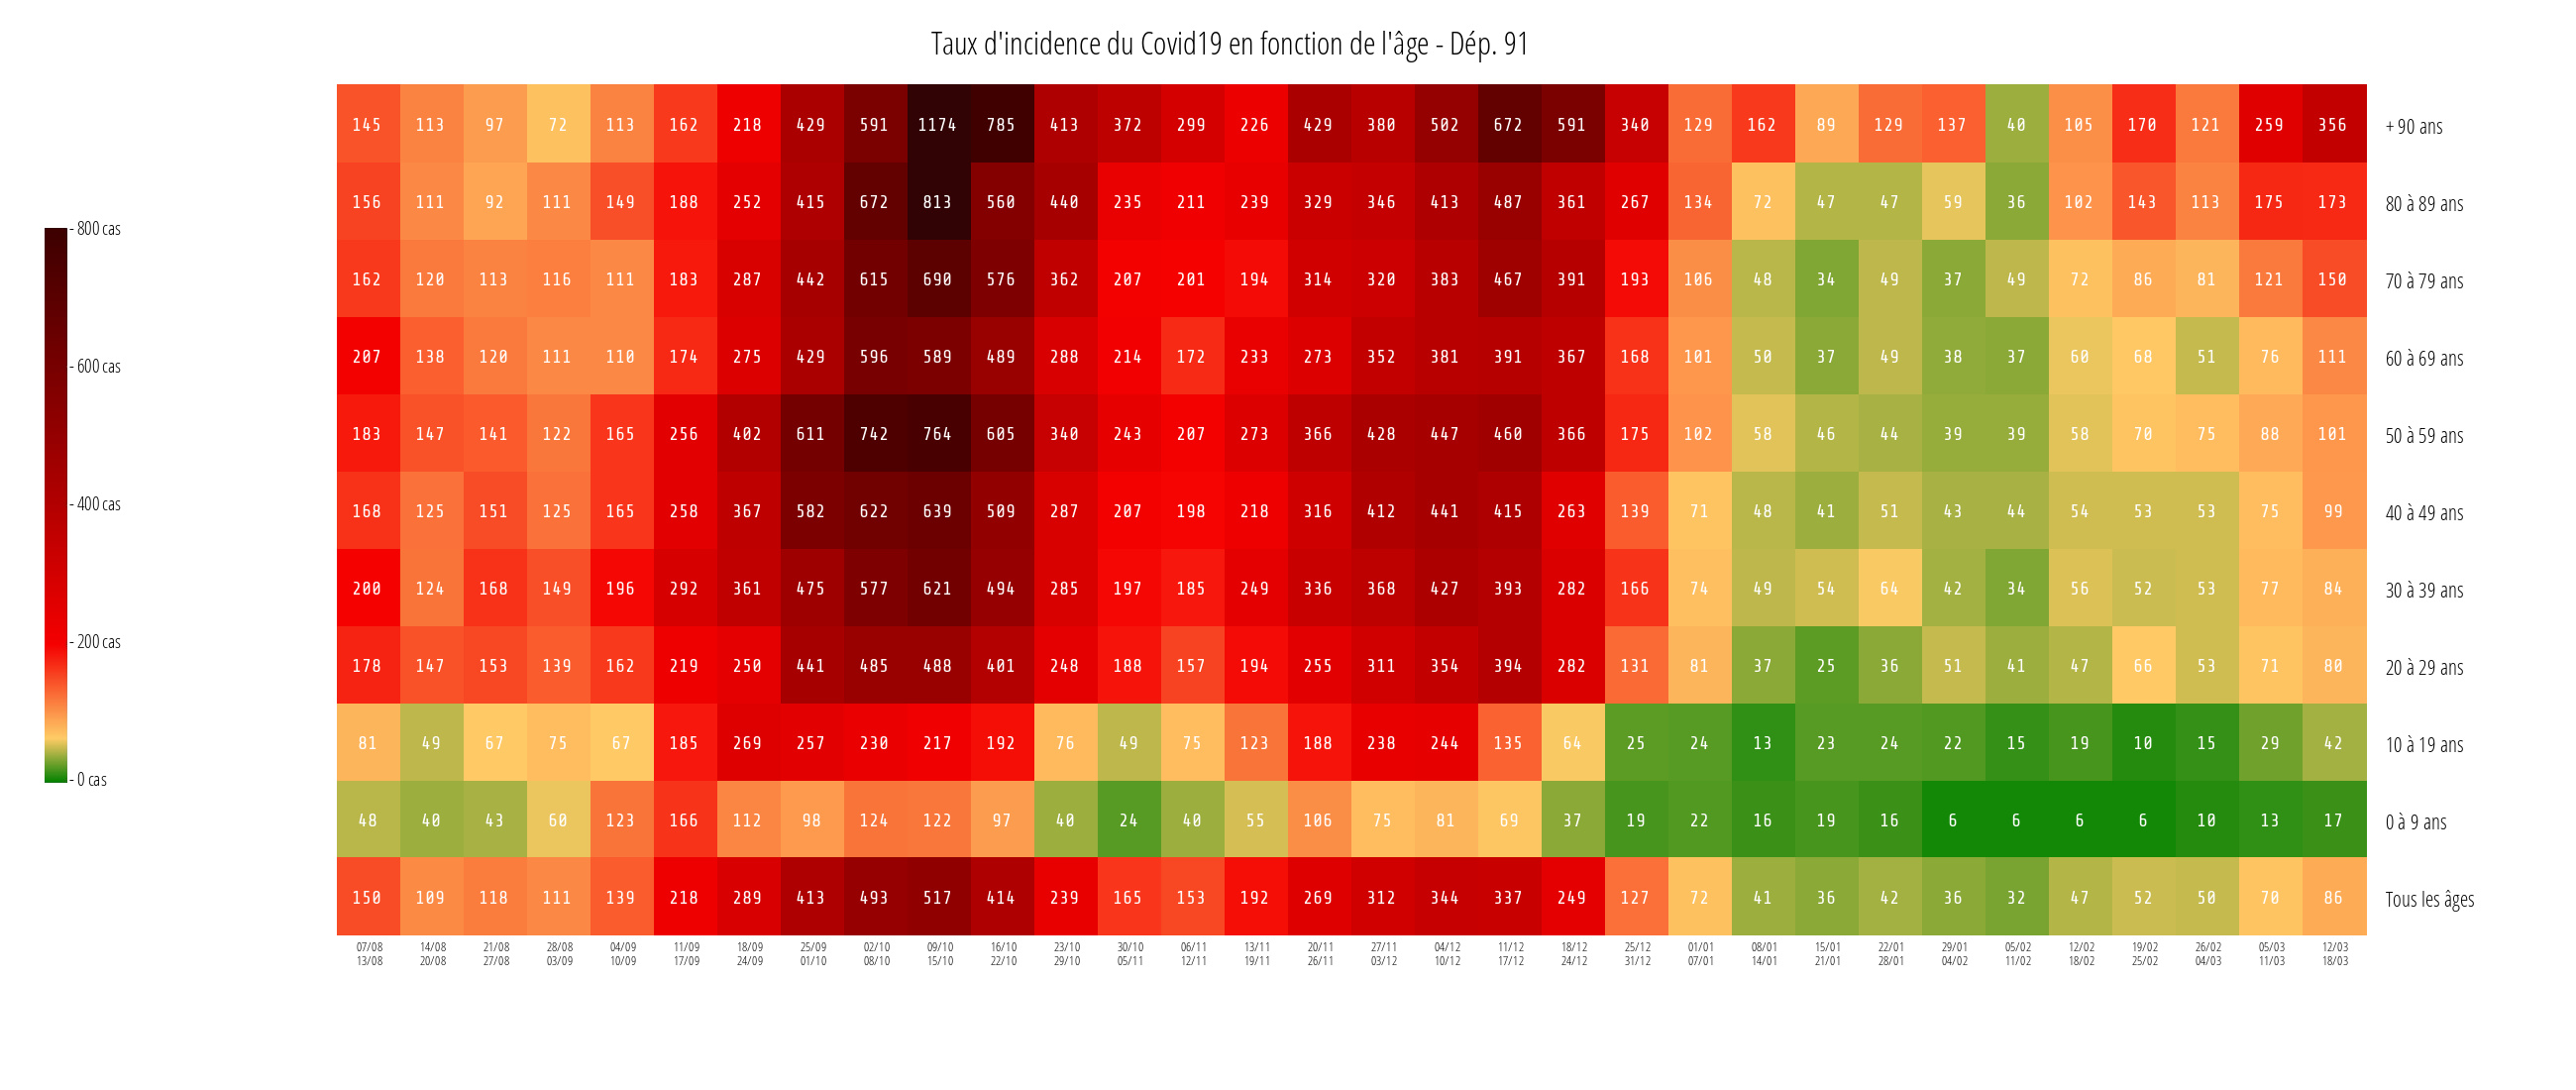 Taux d'incidence du Covid19 en fonction de l'âge - Dép. 91
- 800 cas
- 600 cas
- 400 cas
- 200 cas
- 0 cas
145 113 97 72 113 162 218 429 591 1174 785 413 372 299 226 429 380 502 672 591 340 129 162 89 129 137 40 105 170 121 259 356 + 90 ans
156 111 92 111 149 188 252 415 672 813 560 440 235 211 239 329 346 413 487 361 267 134 72 47 47 59 36 102 143 113 175 173 80 à 89 ans
162 120 113 116 111 183 287 442 615 690 576 362 207 201 194 314 320 383 467 391 193 106 48 34 49 37 49 72 86 81 121 150 70 à 79 ans
207 138 120 111 110 174 275 429 596 589 489 288 214 172 233 273 352 381 391 367 168 101 50 37 49 38 37 60 68 51 76 111 60 à 69 ans
183 147 141 122 165 256 402 611 742 764 605 340 243 207 273 366 428 447 460 366 175 102 58 46 44 39 39 58 70 75 88 101 50 à 59 ans
168 125 151 125 165 258 367 582 622 639 509 287 207 198 218 316 412 441 415 263 139 71 48 41 51 43 44 54 53 53 75 99 40 à 49 ans
200 124 168 149 196 292 361 475 577 621 494 285 197 185 249 336 368 427 393 282 166 74 49 54 64 42 34 56 52 53 77 84 30 à 39 ans
178 147 153 139 162 219 250 441 485 488 401 248 188 157 194 255 311 354 394 282 131 81 37 25 36 51 41 47 66 53 71 80 20 à 29 ans
81 49 67 75 67 185 269 257 230 217 192 76 49 75 123 188 238 244 135 64 25 24 13 23 24 22 15 19 10 15 29 42 10 à 19 ans
48 40 43 60 123 166 112 98 124 122 97 40 24 40 55 106 75 81 69 37 19 22 16 19 16 6 6 6 6 10 13 17 0 à 9 ans
150 109 118 111 139 218 289 413 493 517 414 239 165 153 192 269 312 344 337 249 127 72 41 36 42 36 32 47 52 50 70 86 Tous les âges
07/08 14/08 21/08 28/08 04/09 11/09 18/09 25/09 02/10 09/10 16/10 23/10 30/10 06/11 13/11 20/11 27/11 04/12 11/12 18/12 25/12 01/01 08/01 15/01 22/01 29/01 05/02 12/02 19/02 26/02 05/03 12/03
13/08 20/08 27/08 03/09 10/09 17/09 24/09 01/10 08/10 15/10 22/10 29/10 05/11 12/11 19/11 26/11 03/12 10/12 17/12 24/12 31/12 07/01 14/01 21/01 28/01 04/02 11/02 18/02 25/02 04/03 11/03 18/03